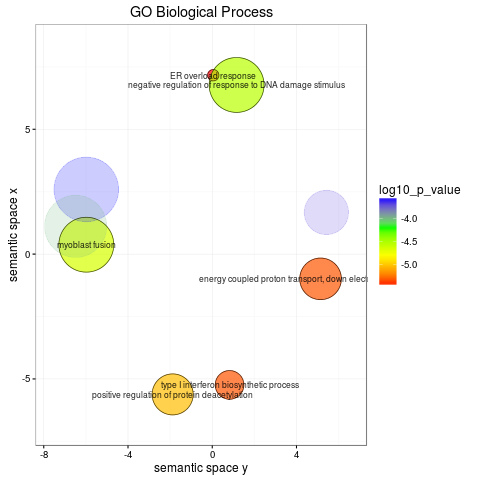 GO Biological Process
ER overload response
negative regulation of response to DNA damage stimulus
5
log10_p_value
-4.0
-4.5
-5.0
semantic space x
myoblast fusion
0
energy coupled proton transport, down elect
-5
type I interferon biosynthetic process
positive regulation of protein deacetylation
-8
-4
0
4
semantic space y